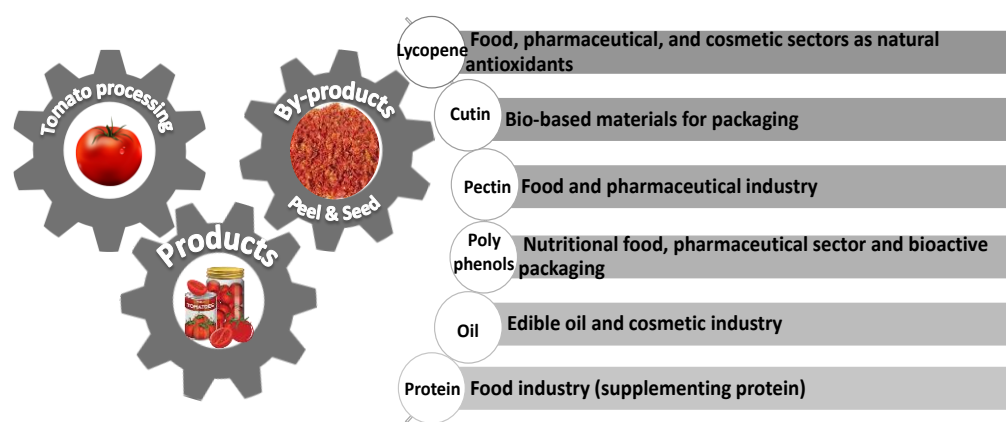 Tomato processing
By-products
Peel & Seed
Products
TOMATOES
Lycopene
Food, pharmaceutical, and cosmetic sectors as natural
antioxidants
Cutin
Bio-based materials for packaging
Pectin
Food and pharmaceutical industry
Poly
phenols
Nutritional food, pharmaceutical sector and bioactive
packaging
Oil
Edible oil and cosmetic industry
Protein
Food industry (supplementing protein)